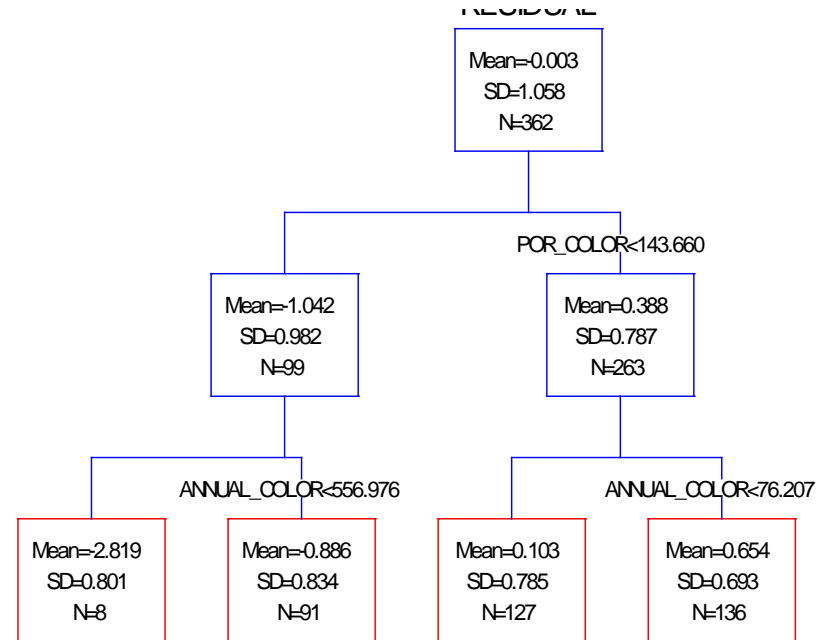 RESIDUAL
Mean=-0.003
SD=1.058
N=362
POR_COLOR<143.660
Mean=-1.042
SD=0.982
N=99
Mean=0.388
SD=0.787
N=263
ANNUAL_COLOR<556.976
ANNUAL_COLOR<76.207
Mean=-2.819
SD=0.801
N=8
Mean=-0.886
SD=0.834
N=91
Mean=0.103
SD=0.785
N=127
Mean=0.654
SD=0.693
N=136